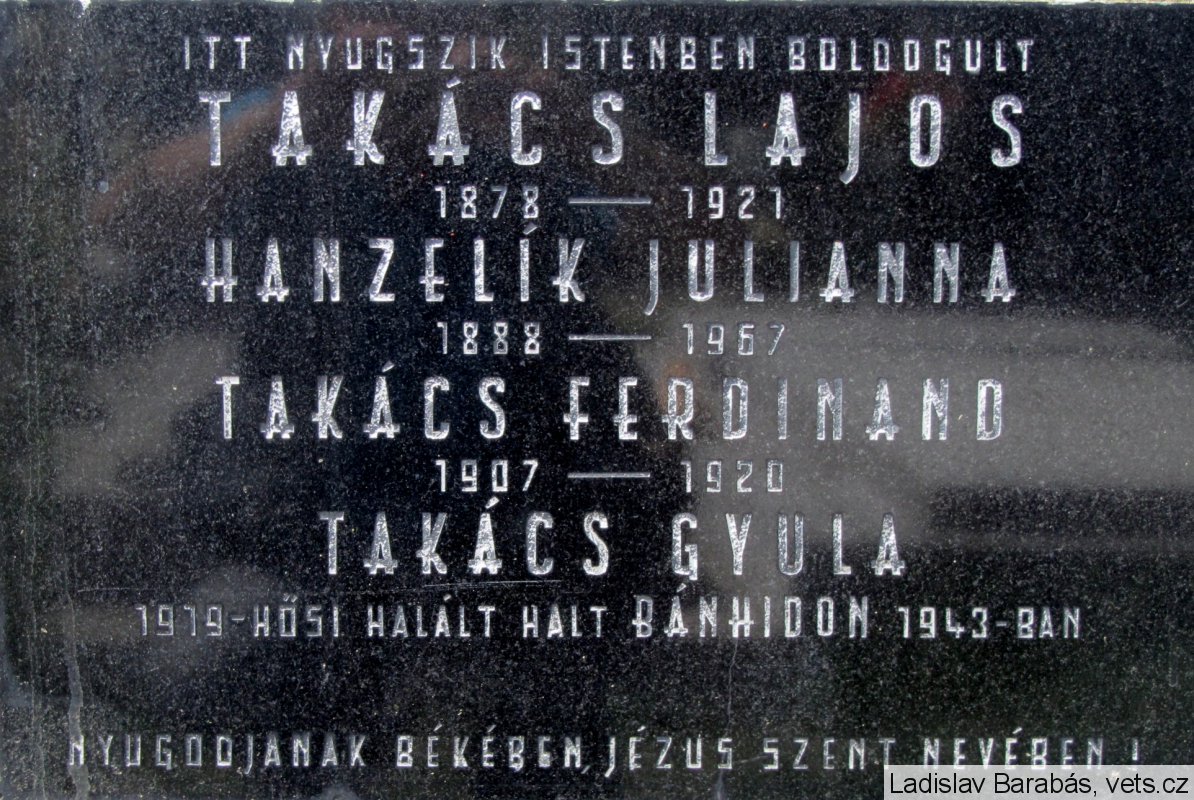 ITT NYUGSZIK ISTENBEN BOLDOGULT
TAKÁCS LAJOS
1878 — 1921
HANZELÍK JULIANNA
1888 — 1967
TAKÁCS FERDINAND
1907 — 1920
TAKÁCS GYULA
1919-HŐSI HALÁLT HALT BÁNHIDON 1943-BAN
NYUGODJANAK BÉKÉBEN, JÉZUS SZENT NEVÉBEN !
Ladislav Barabás, vets.cz